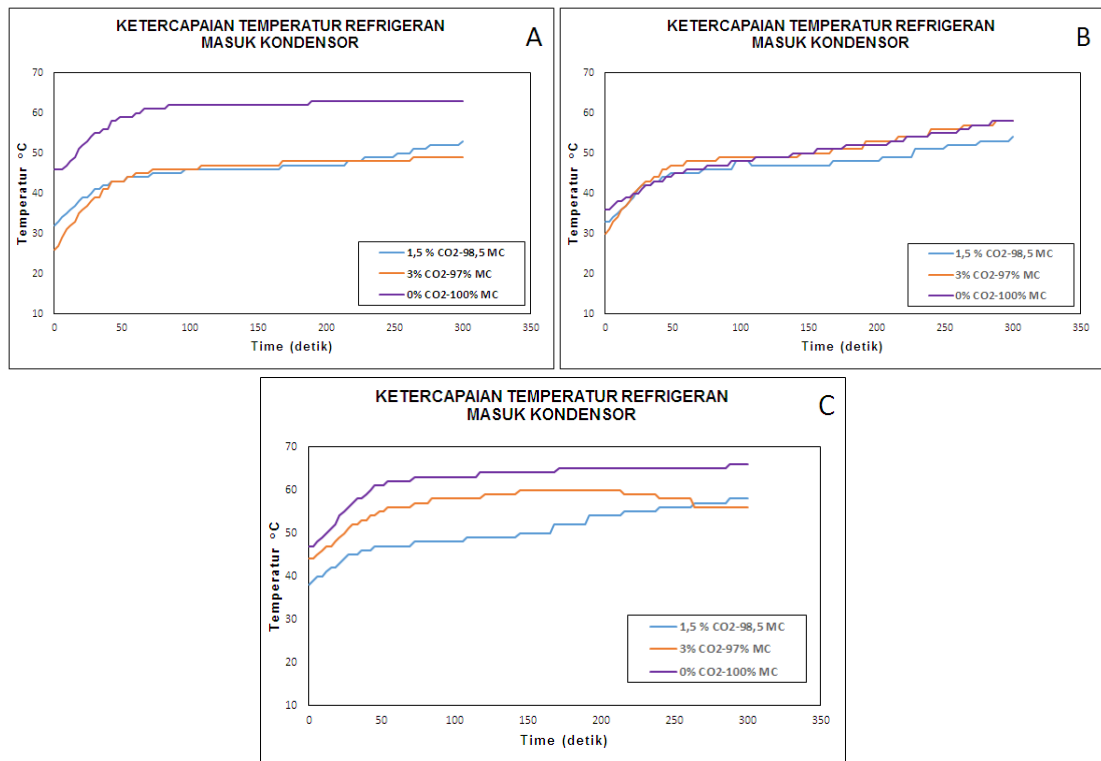 KETERCAPAIAN TEMPERATUR REFRIGERAN
MASUK KONDENSOR
A
70
60
50
40
30
20
10
Temperatur °C
0
50
100
150
200
250
300
350
Time (detik)
1,5 % CO2-98,5 MC
3% CO2-97% MC
0% CO2-100% MC
KETERCAPAIAN TEMPERATUR REFRIGERAN
MASUK KONDENSOR
B
70
60
50
40
30
20
10
Temperatur °C
0
50
100
150
200
250
300
350
Time (detik)
1,5 % CO2-98,5 MC
3% CO2-97% MC
0% CO2-100% MC
KETERCAPAIAN TEMPERATUR REFRIGERAN
MASUK KONDENSOR
C
70
60
50
40
30
20
10
Temperatur °C
0
50
100
150
200
250
300
350
Time (detik)
1,5 % CO2-98,5 MC
3% CO2-97% MC
0% CO2-100% MC